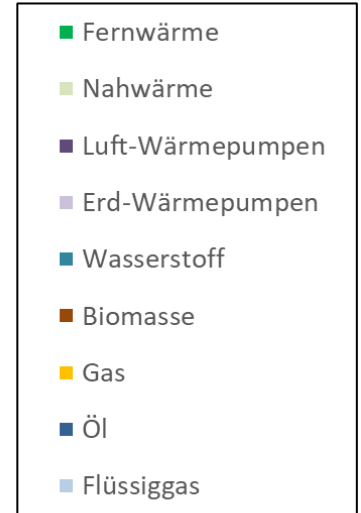 Fernwärme
Nahwärme
Luft-Wärmepumpen
Erd-Wärmepumpen
Wasserstoff
Biomasse
Gas
Öl
Flüssiggas